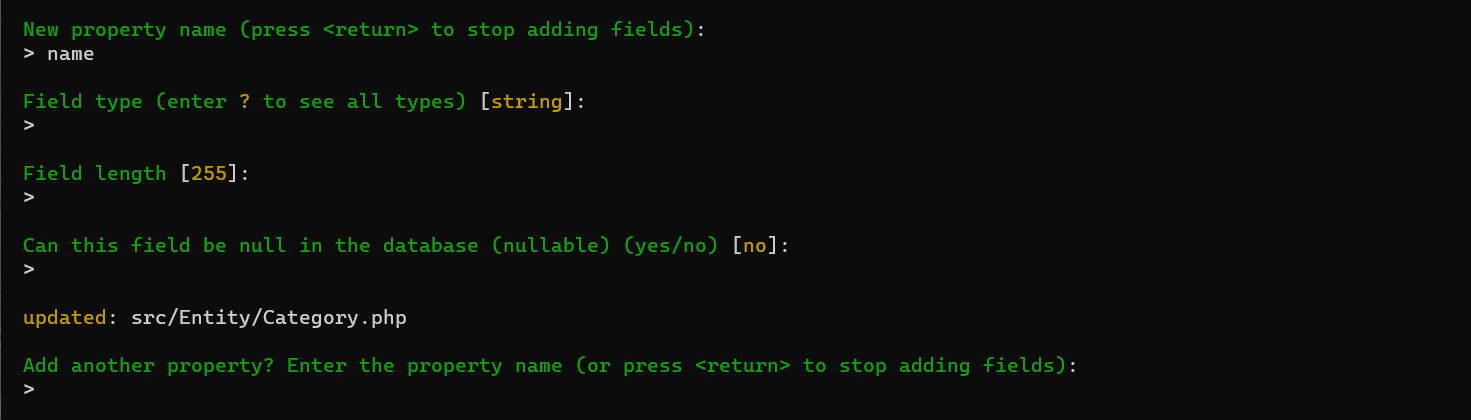 New property name (press <return> to stop adding fields):
> name
Field type (enter ? to see all types) [string]:
>
Field length [255]:
>
Can this field be null in the database (nullable) (yes/no) [no]:
>
updated: src/Entity/Category.php
Add another property? Enter the property name (or press <return> to stop adding fields):
>